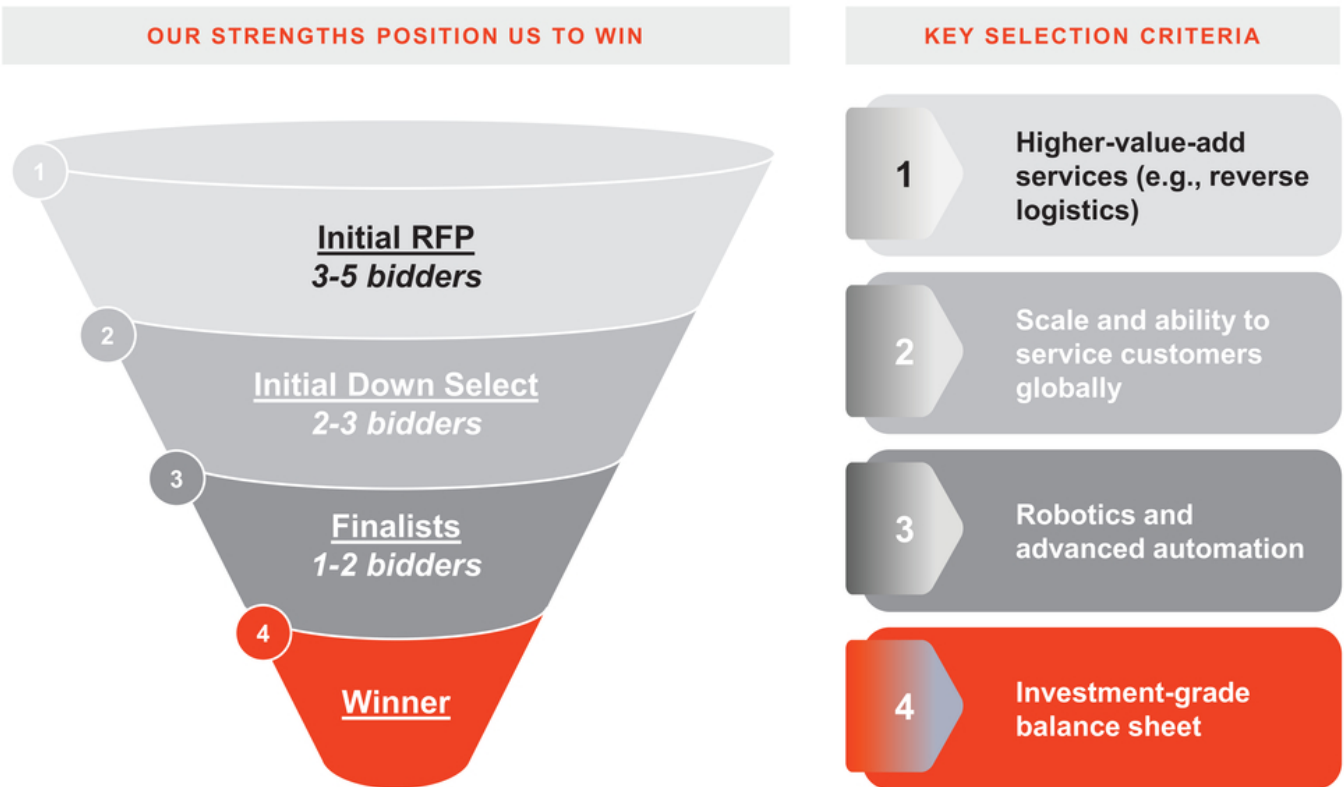 OUR STRENGTHS POSITION US TO WIN
1
Initial RFP
3-5 bidders
2
Initial Down Select
2-3 bidders
3
Finalists
1-2 bidders
4
Winner
KEY SELECTION CRITERIA
1
Higher-value-add
services (e.g., reverse
logistics)
2
Scale and ability to
service customers
globally
3
Robotics and
advanced automation
4
Investment-grade
balance sheet